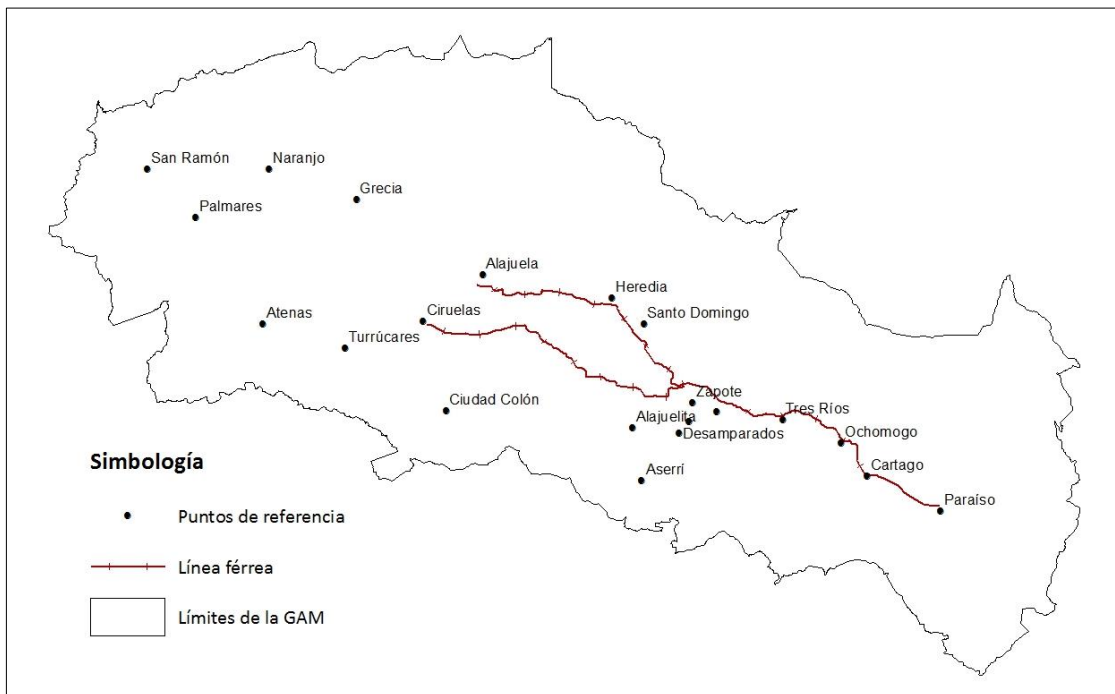 San Ramón
Naranjo
Grecia
Palmares
Alajuela
Heredia
Ciruelas
Santo Domingo
Atenas
Turrúcares
Zapote
Ciudad Colón
Alajuelita
Tres Ríos
Desamparados
Ochomogo
Aserrí
Cartago
Paraíso
Simbología
Puntos de referencia
Línea férrea
Límites de la GAM